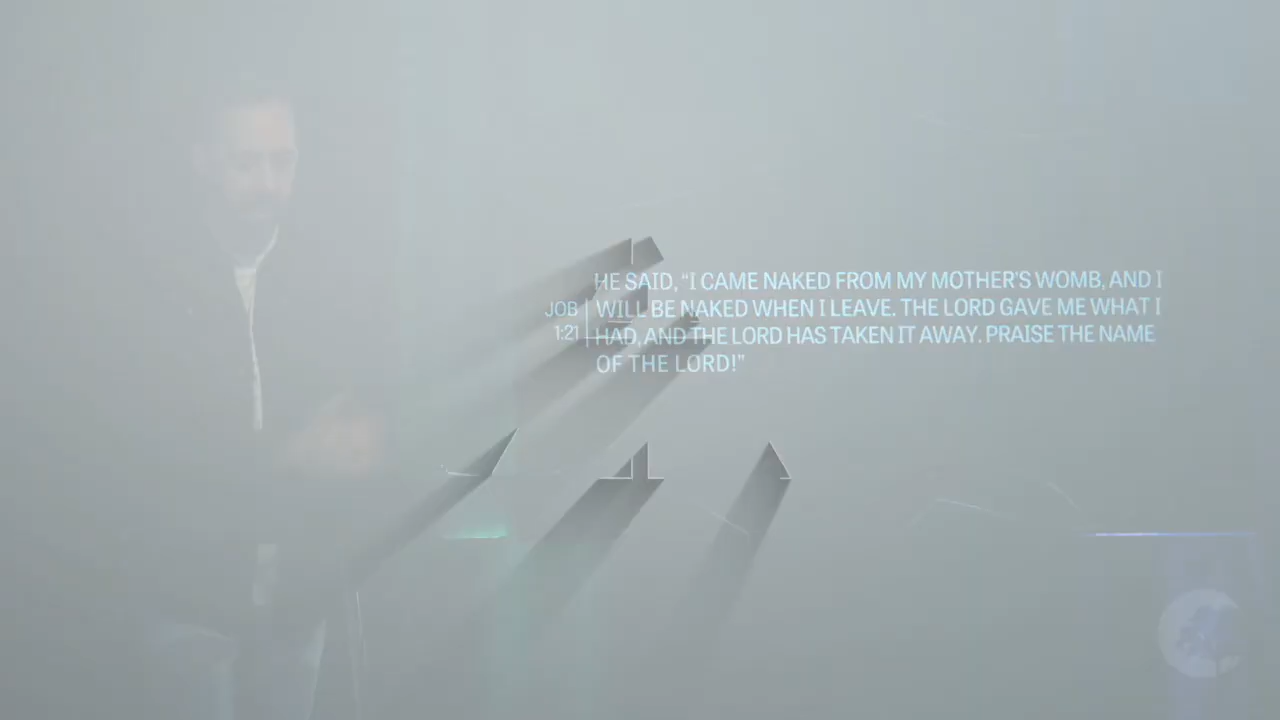 HE SAID, “I CAME NAKED FROM MY MOTHER’S WOMB, AND I
JOB
WILL BE NAKED WHEN I LEAVE. THE LORD GAVE ME WHAT I
1:21
HAD, AND THE LORD HAS TAKEN IT AWAY. PRAISE THE NAME
OF THE LORD!”